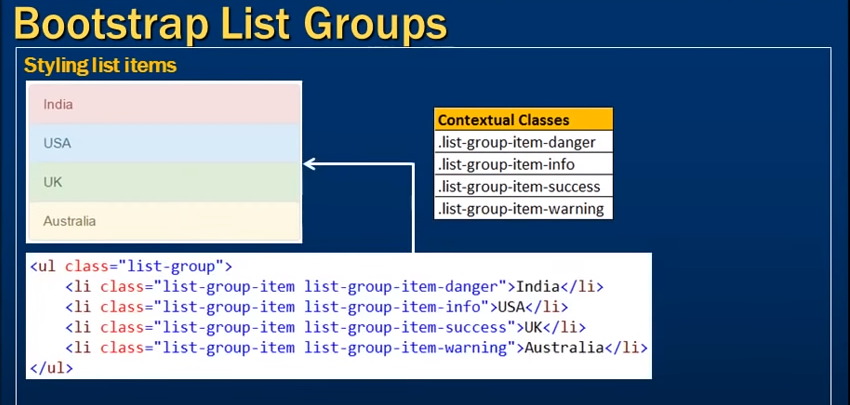 Bootstrap List Groups
Styling list items
India
USA
UK
Australia
Contextual Classes
.list-group-item-danger
.list-group-item-info
.list-group-item-success
.list-group-item-warning
<ul class="list-group">
    <li class="list-group-item list-group-item-danger">India</li>
    <li class="list-group-item list-group-item-info">USA</li>
    <li class="list-group-item list-group-item-success">UK</li>
    <li class="list-group-item list-group-item-warning">Australia</li>
</ul>